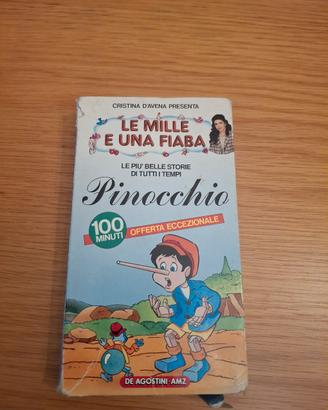 CRISTINA D'AVENA PRESENTA
LE MILLE
E UNA FIABA
LE PIU' BELLE STORIE
DI TUTTI I TEMPI
Pinocchio
100
MINUTI
OFFERTA ECCEZIONALE
DE AGOSTINI-AMZ